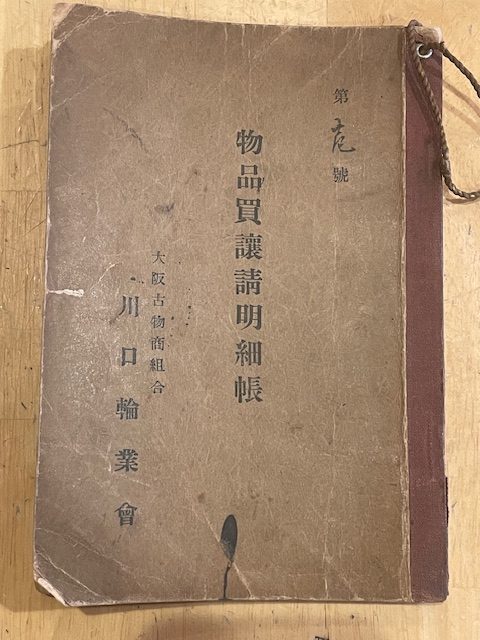 第壱號
物品買讓請明細帳
大阪古物商組合
川口輪業會